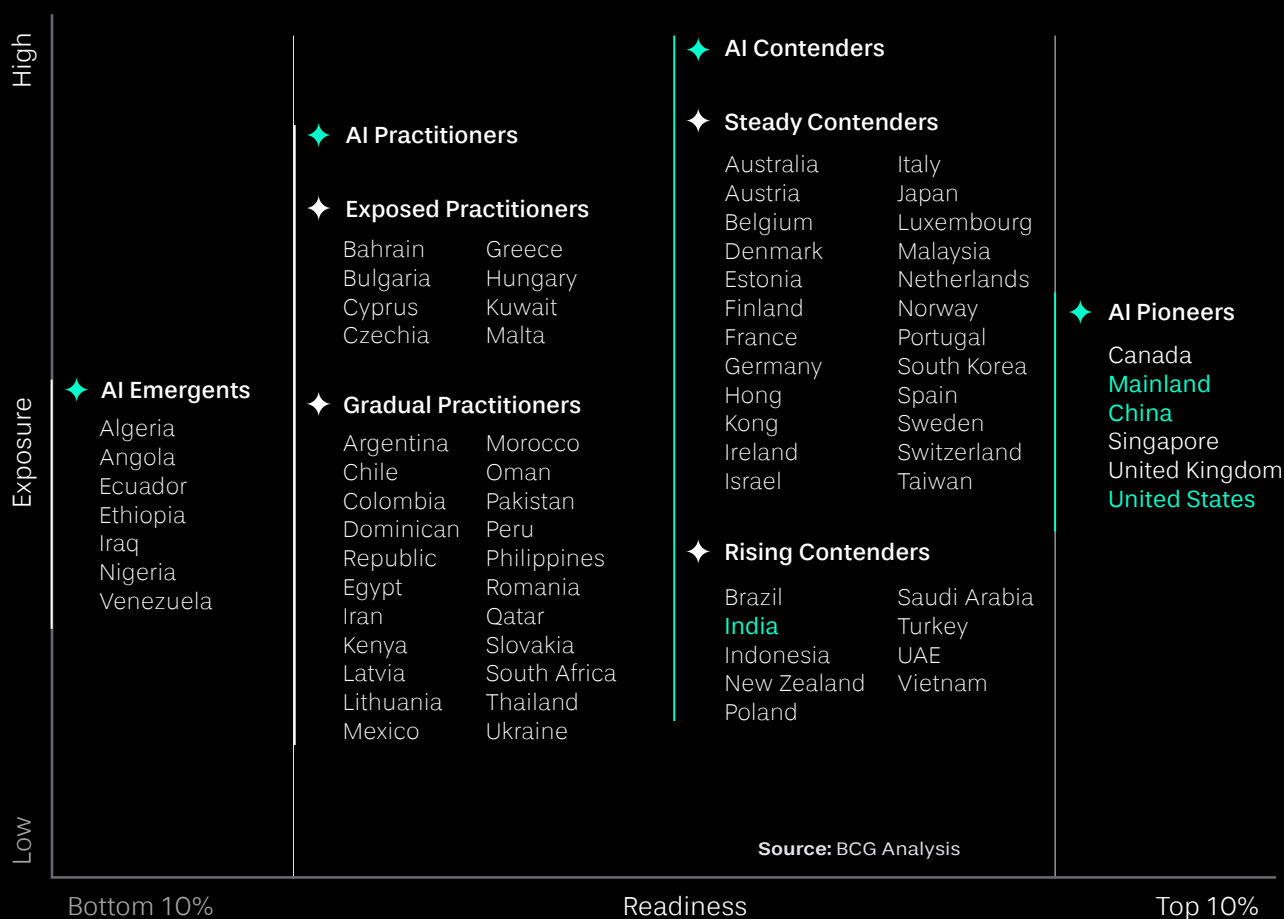 High
Exposure
Low
AI Emergents
Algeria
Angola
Ecuador
Ethiopia
Iraq
Nigeria
Venezuela
AI Practitioners
Exposed Practitioners
Bahrain
Bulgaria
Cyprus
Czechia
Greece
Hungary
Kuwait
Malta
Gradual Practitioners
Argentina
Chile
Colombia
Dominican
Republic
Egypt
Iran
Kenya
Latvia
Lithuania
Mexico
Morocco
Oman
Pakistan
Peru
Philippines
Romania
Qatar
Slovakia
South Africa
Thailand
Ukraine
AI Contenders
Steady Contenders
Australia
Austria
Belgium
Denmark
Estonia
Finland
France
Germany
Hong
Kong
Ireland
Israel
Italy
Japan
Luxembourg
Malaysia
Netherlands
Norway
Portugal
South Korea
Spain
Sweden
Switzerland
Taiwan
Rising Contenders
Brazil
India
Indonesia
New Zealand
Poland
Saudi Arabia
Turkey
UAE
Vietnam
AI Pioneers
Canada
Mainland
China
Singapore
United Kingdom
United States
Source: BCG Analysis
Bottom 10%
Readiness
Top 10%